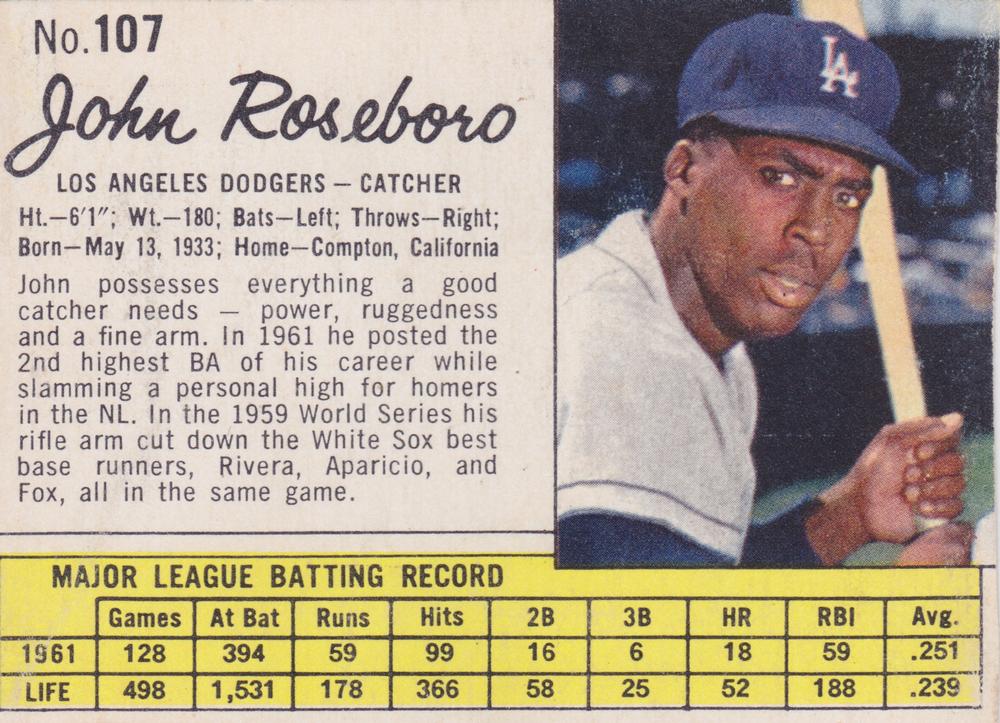 No.107
John Roseboro
LOS ANGELES DODGERS — CATCHER
Ht.—6'1"; Wt.—180; Bats—Left; Throws—Right;
Born—May 13, 1933; Home—Compton, California
John possesses everything a good
catcher needs — power, ruggedness
and a fine arm. In 1961 he posted the
2nd highest BA of his career while
slamming a personal high for homers
in the NL. In the 1959 World Series his
rifle arm cut down the White Sox best
base runners, Rivera, Aparicio, and
Fox, all in the same game.
LA
MAJOR LEAGUE BATTING RECORD
Games At Bat Runs Hits 2B 3B HR RBI Avg.
1961 128 394 59 99 16 6 18 59 .251
LIFE 498 1,531 178 366 58 25 52 188 .239